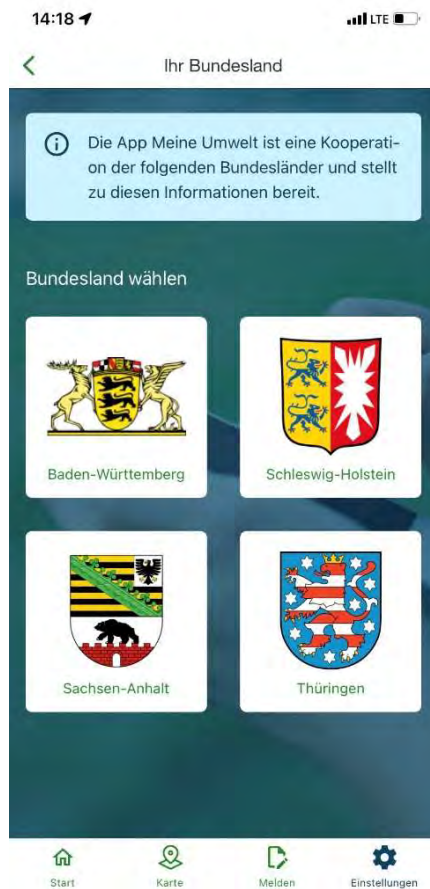 14:18
LTE
Ihr Bundesland
Die App Meine Umwelt ist eine Kooperati-
on der folgenden Bundesländer und stellt
zu diesen Informationen bereit.
Bundesland wählen
Baden-Württemberg
Schleswig-Holstein
Sachsen-Anhalt
Thüringen
Start
Karte
Melden
Einstellungen